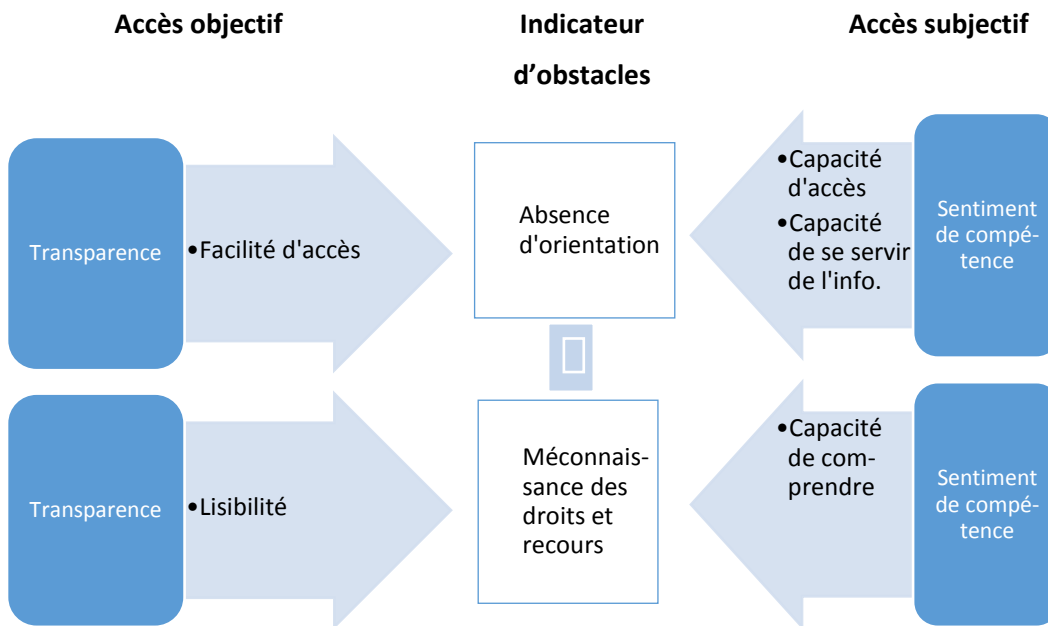 Accès objectif
Indicateur
d’obstacles
Accès subjectif
Transparence
•Facilité d'accès
Absence
d'orientation
•Capacité
d'accès
•Capacité
de se servir
de l'info.
Sentiment
de compé-
tence
Transparence
•Lisibilité
Méconnais-
sance des
droits et
recours
•Capacité
de com-
prendre
Sentiment
de compé-
tence